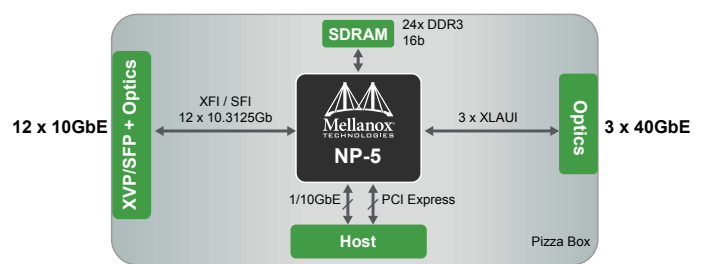 SDRAM
24x DDR3
16b
12 x 10GbE
XVP/SFP + Optics
XFI / SFI
12 x 10.3125Gb
Mellanox
TECHNOLOGIES
NP-5
3 x XLAUI
Optics
3 x 40GbE
1/10GbE
PCI Express
Host
Pizza Box